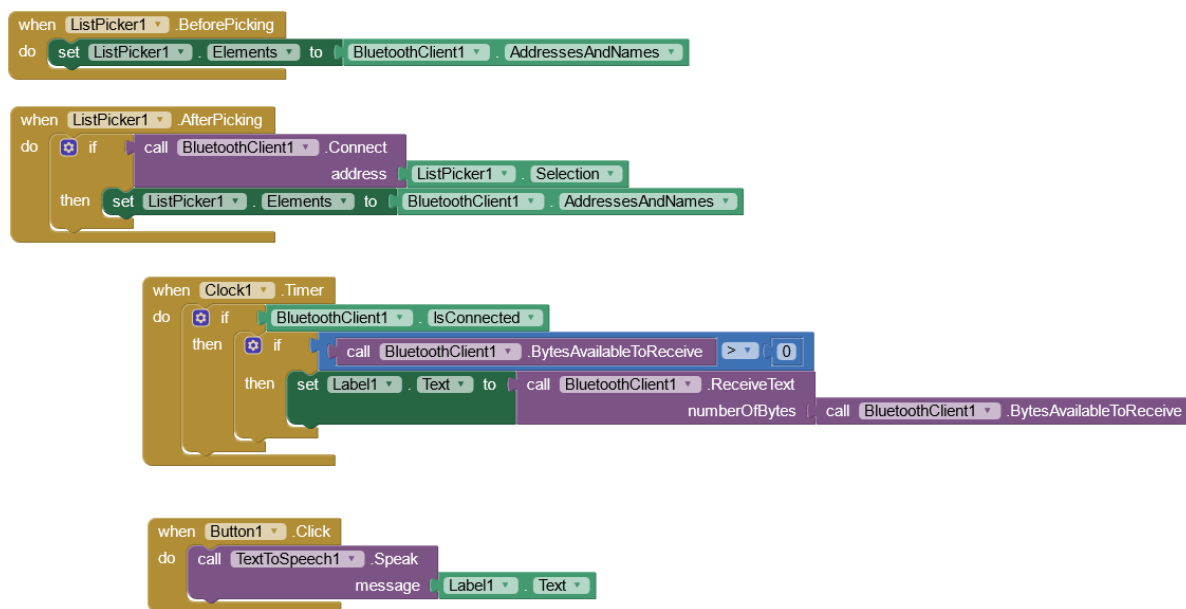 when ListPicker1 .BeforePicking
do set ListPicker1 . Elements to BluetoothClient1 . AddressesAndNames
when ListPicker1 .AfterPicking
do if call BluetoothClient1 .Connect
address ListPicker1 . Selection
then set ListPicker1 . Elements to BluetoothClient1 . AddressesAndNames
when Clock1 .Timer
do if BluetoothClient1 . IsConnected
then if call BluetoothClient1 .BytesAvailableToReceive > 0
then set Label1 . Text to call BluetoothClient1 .ReceiveText
numberOfBytes call BluetoothClient1 .BytesAvailableToReceive
when Button1 .Click
do call TextToSpeech1 .Speak
message Label1 . Text